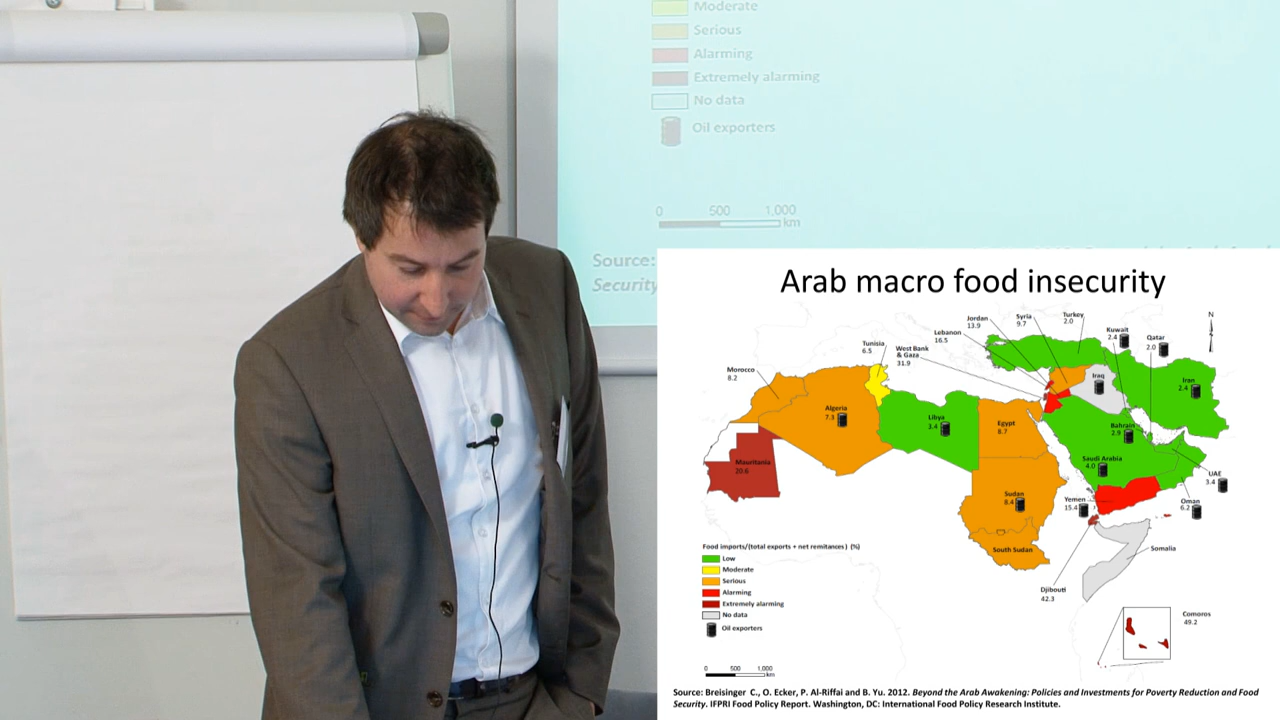 Moderate
Serious
Alarming
Extremely alarming
No data
Oil exporters
0 500 1,000
km
Source:
Security
Arab macro food insecurity
Jordan
13.9
Syria
9.7
Turkey
2.0
Lebanon
16.5
Kuwait
2.4
Qatar
2.0
N
Tunisia
6.5
West Bank
& Gaza
31.9
Morocco
8.2
Iraq
Iran
2.4
Algeria
7.3
Libya
3.4
Egypt
8.7
Bahrain
2.9
Mauritania
20.6
Saudi Arabia
4.0
UAE
3.4
Sudan
8.4
Yemen
15.4
Oman
6.2
South Sudan
Somalia
Djibouti
42.3
Comoros
49.2
Food imports/(total exports + net remitances) (%)
Low
Moderate
Serious
Alarming
Extremely alarming
No data
Oil exporters
0 500 1,000
km
Source: Breisinger C., O. Ecker, P. Al-Riffai and B. Yu. 2012. Beyond the Arab Awakening: Policies and Investments for Poverty Reduction and Food
Security. IFPRI Food Policy Report. Washington, DC: International Food Policy Research Institute.